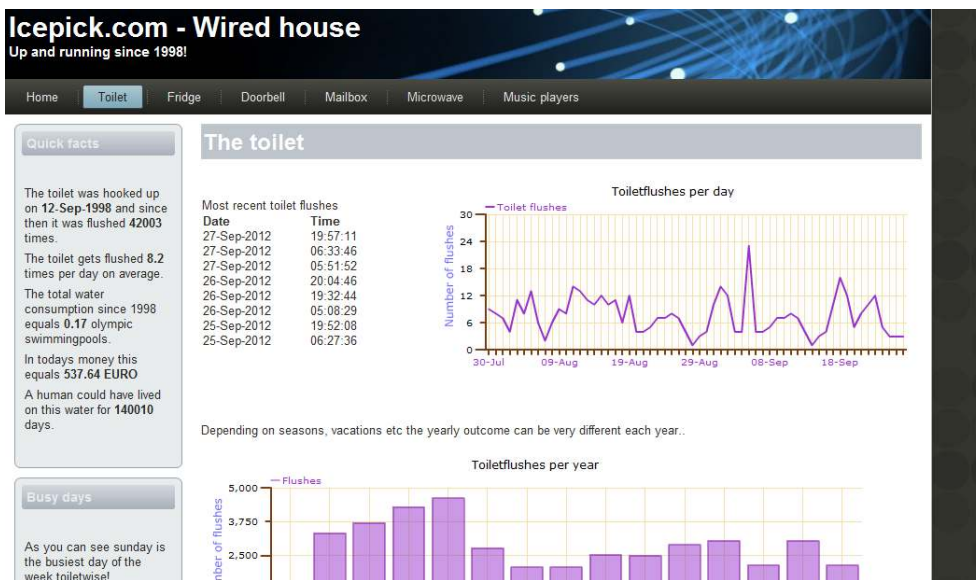 Icepick.com - Wired house
Up and running since 1998!
Home Toilet Fridge Doorbell Mailbox Microwave Music players
Quick facts
The toilet was hooked up
on 12-Sep-1998 and since
then it was flushed 42003
times.
The toilet gets flushed 8.2
times per day on average.
The total water
consumption since 1998
equals 0.17 olympic
swimmingpools.
In todays money this
equals 537.64 EURO
A human could have lived
on this water for 140010
days.
Busy days
As you can see sunday is
the busiest day of the
week toiletwise!
The toilet
Most recent toilet flushes
Date Time
27-Sep-2012 19:57:11
27-Sep-2012 06:33:46
27-Sep-2012 05:51:52
26-Sep-2012 20:04:46
26-Sep-2012 19:32:44
26-Sep-2012 05:08:29
25-Sep-2012 19:52:08
25-Sep-2012 06:27:36
Toiletflushes per day
Toilet flushes
Number of flushes
30
24
18
12
6
0
30-Jul 09-Aug 19-Aug 29-Aug 08-Sep 18-Sep
Depending on seasons, vacations etc the yearly outcome can be very different each year..
Toiletflushes per year
Flushes
5,000
3,750
2,500
of flushes